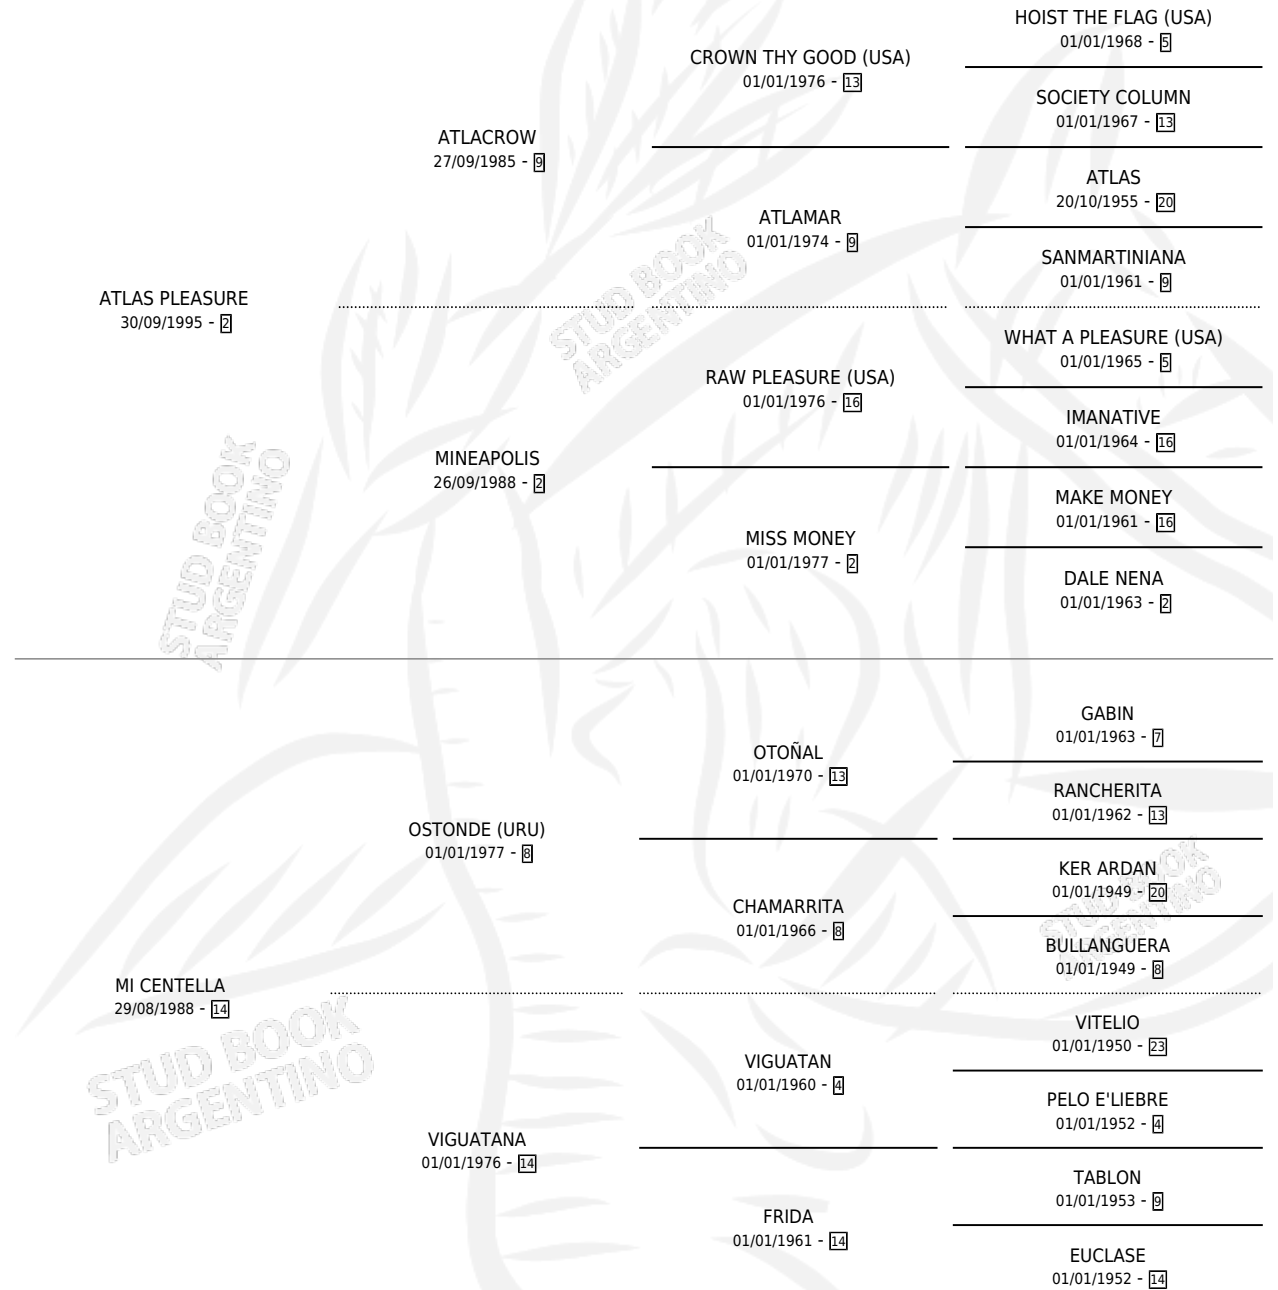 HOIST THE FLAG (USA)
01/01/1968 - 5
CROWN THY GOOD (USA)
01/01/1976 - 13
SOCIETY COLUMN
01/01/1967 - 13
ATLACROW
27/09/1985 - 9
ATLAS
20/10/1955 - 20
ATLAMAR
01/01/1974 - 9
SANMARTINIANA
01/01/1961 - 9
ATLAS PLEASURE
30/09/1995 - 2
STUD BOOK
ARGENTINO
WHAT A PLEASURE (USA)
01/01/1965 - 5
RAW PLEASURE (USA)
01/01/1976 - 16
IMANATIVE
01/01/1964 - 16
MINEAPOLIS
26/09/1988 - 2
MAKE MONEY
01/01/1961 - 16
MISS MONEY
01/01/1977 - 2
DALE NENA
01/01/1963 - 2
STUD BOOK
ARGENTINO
GABIN
01/01/1963 - 7
OTOÑAL
01/01/1970 - 13
RANCHERITA
01/01/1962 - 13
OSTONDE (URU)
01/01/1977 - 8
KER ARDAN
01/01/1949 - 20
CHAMARRITA
01/01/1966 - 8
BULLANGUERA
01/01/1949 - 8
STUD BOOK
ARGENTINO
MI CENTELLA
29/08/1988 - 14
VITELIO
01/01/1950 - 23
VIGUATAN
01/01/1960 - 4
PELO E'LIEBRE
01/01/1952 - 4
STUD BOOK
ARGENTINO
VIGUATANA
01/01/1976 - 14
TABLON
01/01/1953 - 9
FRIDA
01/01/1961 - 14
EUCLASE
01/01/1952 - 14